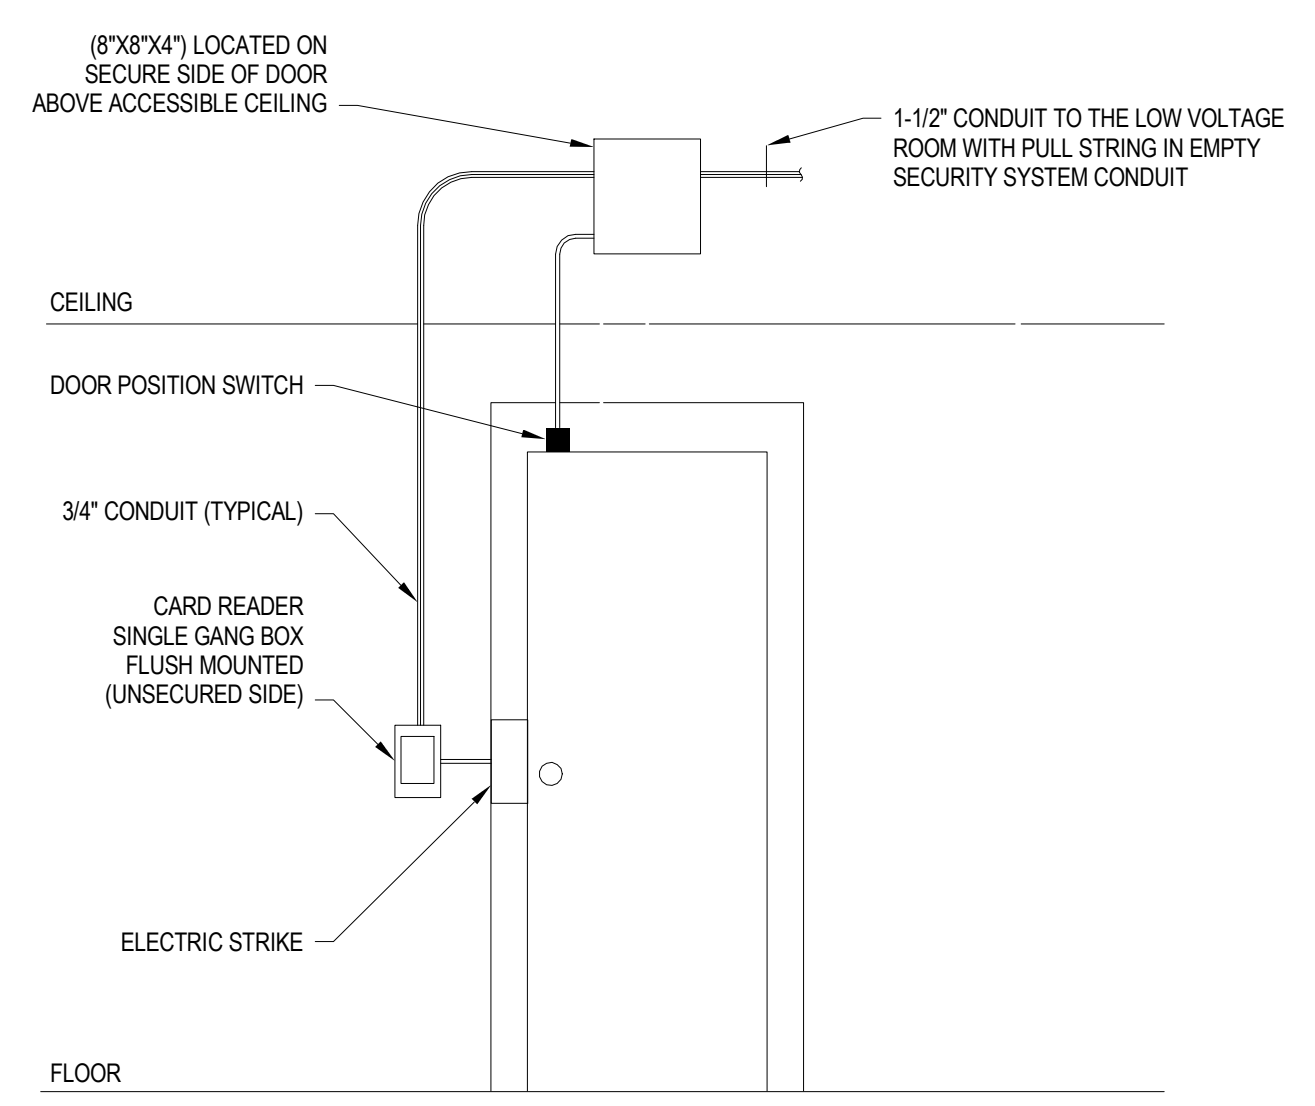 (8"X8"X4") LOCATED ON
SECURE SIDE OF DOOR
ABOVE ACCESSIBLE CEILING
1-1/2" CONDUIT TO THE LOW VOLTAGE
ROOM WITH PULL STRING IN EMPTY
SECURITY SYSTEM CONDUIT
CEILING
DOOR POSITION SWITCH
3/4" CONDUIT (TYPICAL)
CARD READER
SINGLE GANG BOX
FLUSH MOUNTED
(UNSECURED SIDE)
ELECTRIC STRIKE
FLOOR